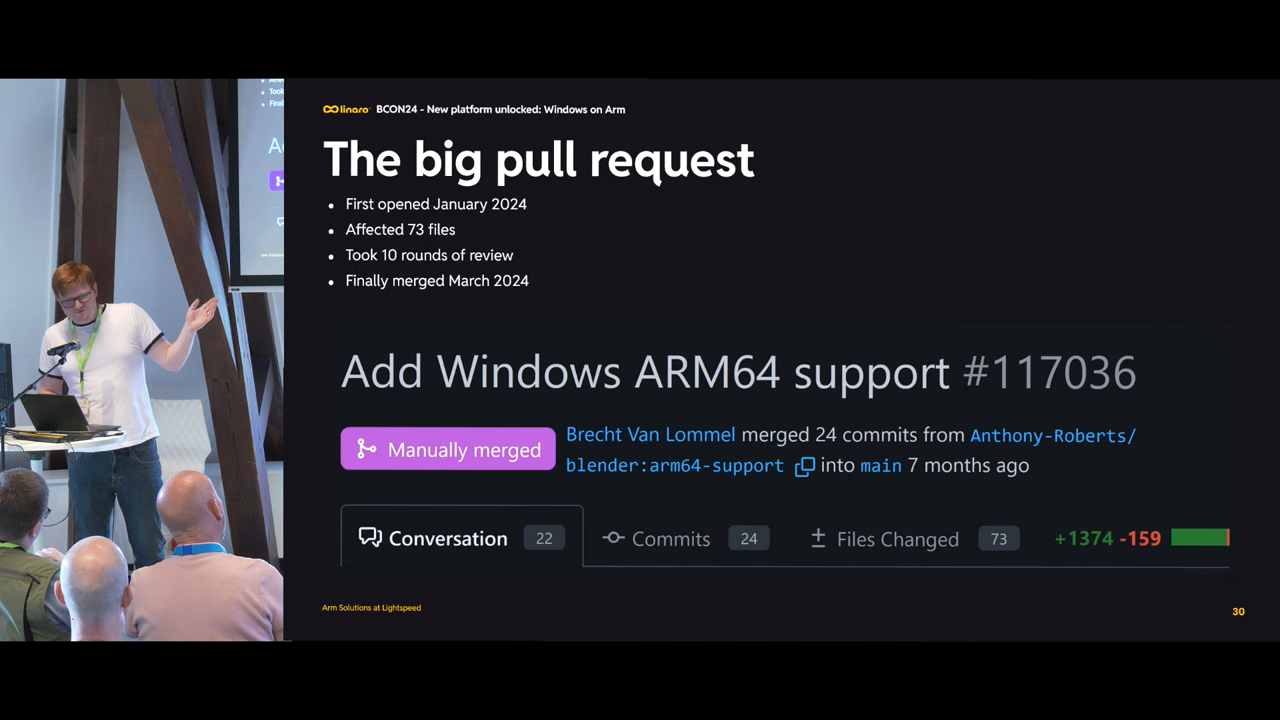 linaro BCON24 - New platform unlocked: Windows on Arm
The big pull request
• First opened January 2024
• Affected 73 files
• Took 10 rounds of review
• Finally merged March 2024
Add Windows ARM64 support #117036
Manually merged
Brecht Van Lommel merged 24 commits from Anthony-Roberts/
blender:arm64-support into main 7 months ago
Conversation 22 Commits 24 Files Changed 73 +1374 -159
Arm Solutions at Lightspeed
30